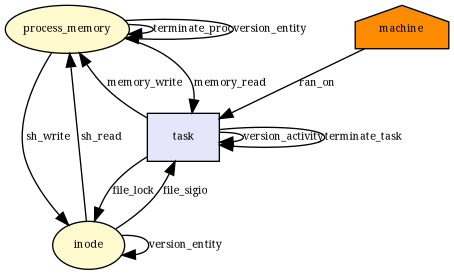 process_memory
terminate_proc
version_entity
machine
memory_write
memory_read
ran_on
sh_write
sh_read
task
version_activity
terminate_task
file_lock
file_sigio
inode
version_entity